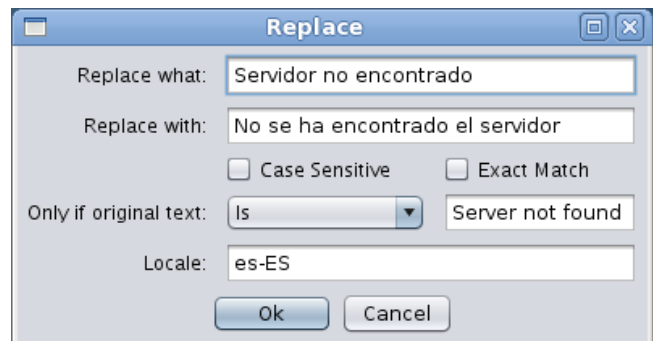 Replace
Replace what: Servidor no encontrado
Replace with: No se ha encontrado el servidor
Case Sensitive Exact Match
Only if original text: Is Server not found
Locale: es-ES
Ok Cancel